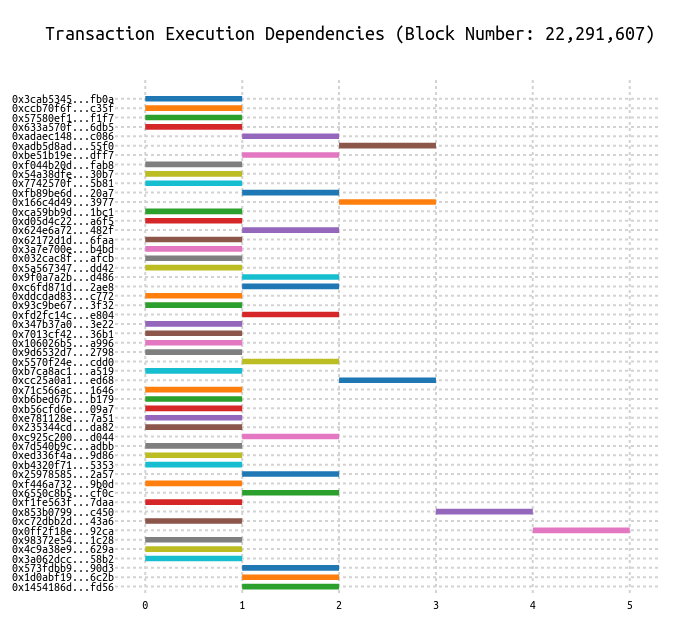 Transaction Execution Dependencies (Block Number: 22,291,607)
0x3cab5345...fb0a
0xccb70f6f...c35f
0x57580ef1...f1f7
0x633a570f...6db5
0xadaec148...c086
0xadb5d8ad...55f0
0xbe51b19e...dff7
0xf044b20d...fab8
0x54a38dfe...30b7
0x7742570f...5b81
0xfb89be6d...20a7
0x166c4d49...3977
0xca59bb9d...1bc1
0xd05d4c22...a6f5
0x624e6a72...482f
0x62172d1d...6faa
0x3a7e700e...b4bd
0x032cac8f...afcb
0x5a567347...dd42
0x9f0a7a2b...d486
0xc6fd871d...2ae8
0xddcdad83...c772
0x93c9be67...3f32
0xfd2fc14c...e804
0x347b37a0...3e22
0x7013cf42...36b1
0x106026b5...a996
0x9d6532d7...2798
0x5570f24e...cdd0
0xb7ca8ac1...a519
0xcc25a0a1...ed68
0x71c566ac...1646
0xb6bed67b...b179
0xb56cfd6e...09a7
0xe781128e...7a51
0x235344cd...da82
0xc925c200...d044
0x7d540b9c...adbb
0xed336f4a...9d86
0xb4320f71...5353
0x25978585...2a57
0xf446a732...9b0d
0x6550c8b5...cf0c
0xf1fe563f...7daa
0x853b0799...c450
0xc72dbb2d...43a6
0x0ff2f18e...92ca
0x98372e54...1c28
0x4c9a38e9...629a
0x3a062dcc...58b2
0x573fdbb9...90d3
0x1d0abf19...6c2b
0x1454186d...fd56
0 1 2 3 4 5